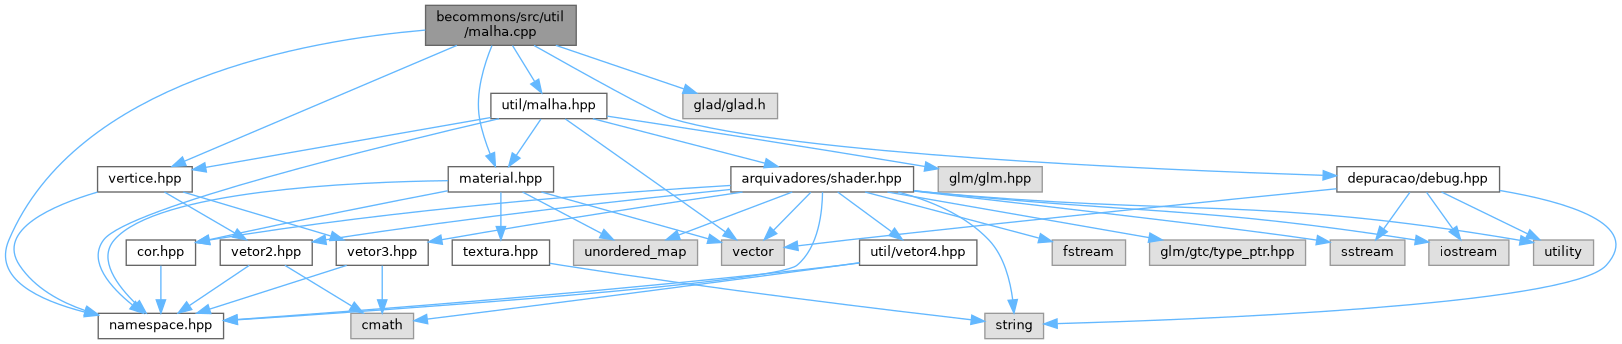 becommons/src/util
/malha.cpp
util/malha.hpp
glad/glad.h
vertice.hpp
material.hpp
arquivadores/shader.hpp
glm/glm.hpp
depuracao/debug.hpp
cor.hpp
vetor2.hpp
vetor3.hpp
textura.hpp
unordered_map
vector
util/vetor4.hpp
fstream
glm/gtc/type_ptr.hpp
sstream
iostream
utility
namespace.hpp
cmath
string